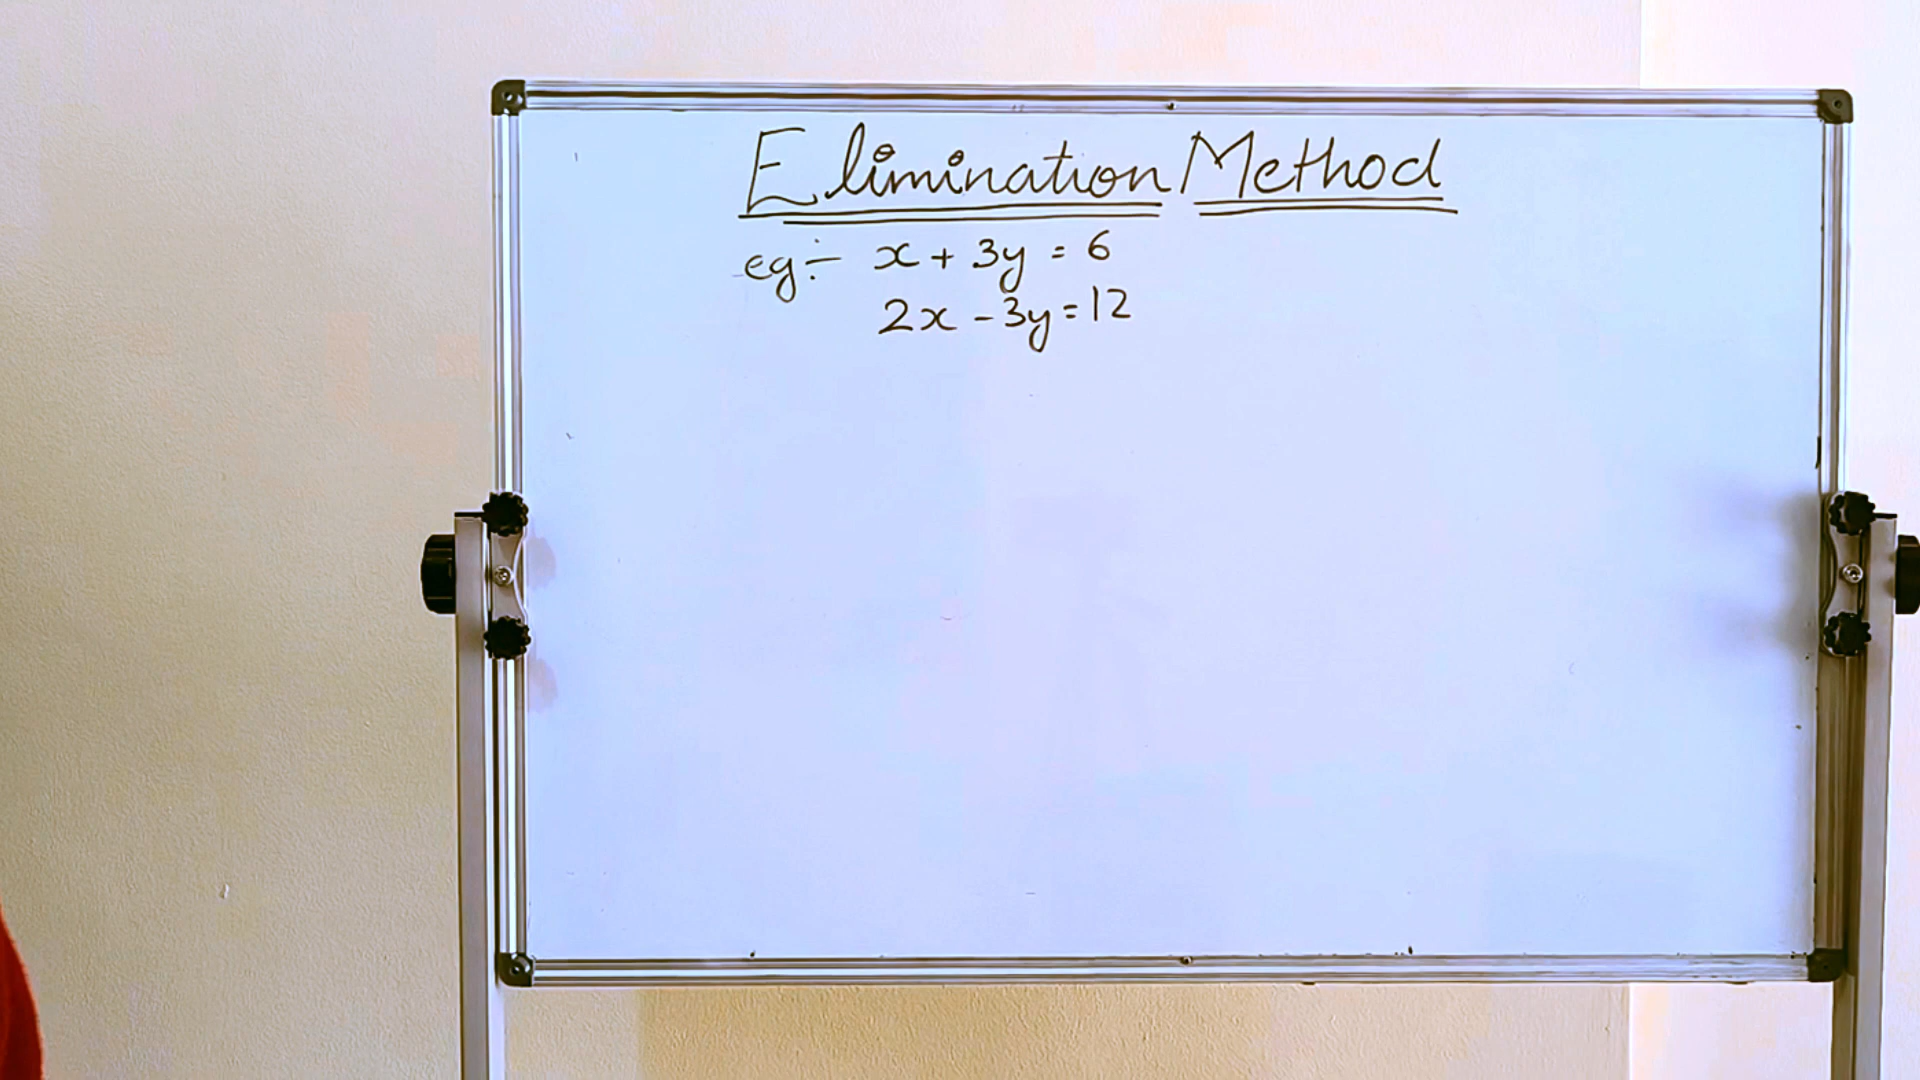 Elimination Method
eg:- x + 3y = 6
2x - 3y = 12